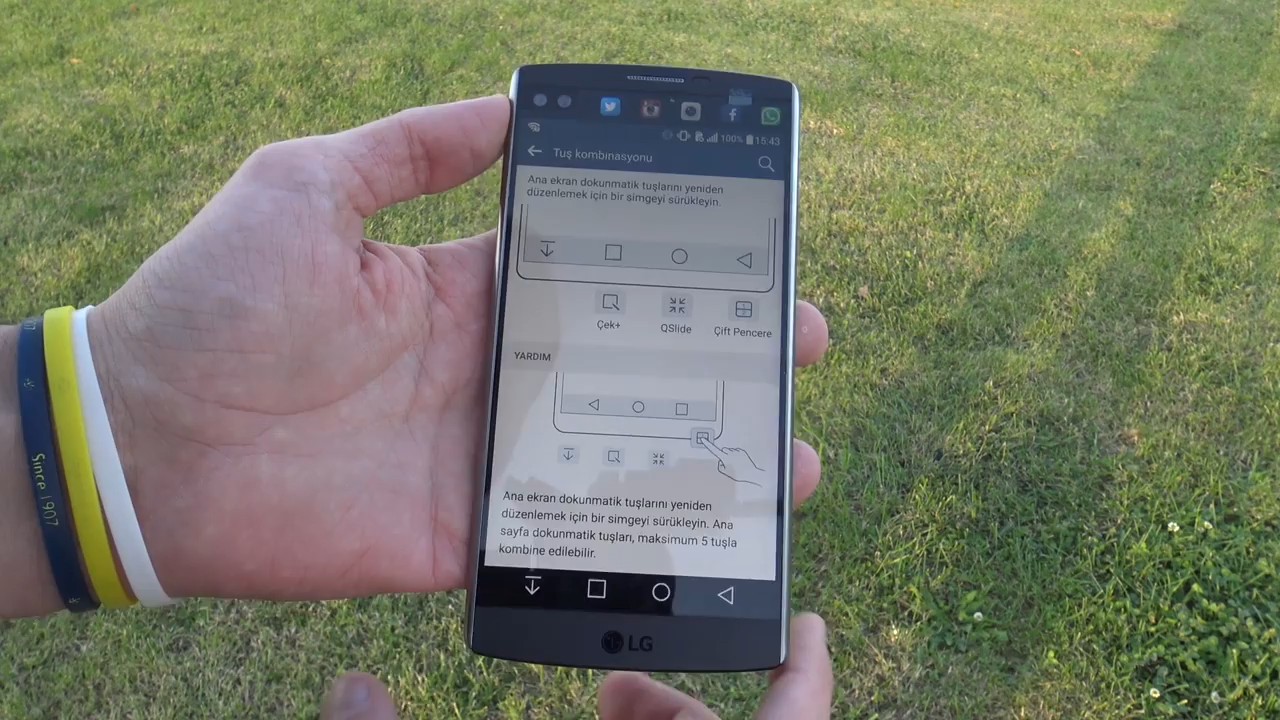 100% 15:43
Tuş kombinasyonu
Ana ekran dokunmatik tuşlarını yeniden
düzenlemek için bir simgeyi sürükleyin.
Çek+ QSlide Çift Pencere
YARDIM
Ana ekran dokunmatik tuşlarını yeniden
düzenlemek için bir simgeyi sürükleyin. Ana
sayfa dokunmatik tuşları, maksimum 5 tuşla
kombine edilebilir.
LG
Since 1907